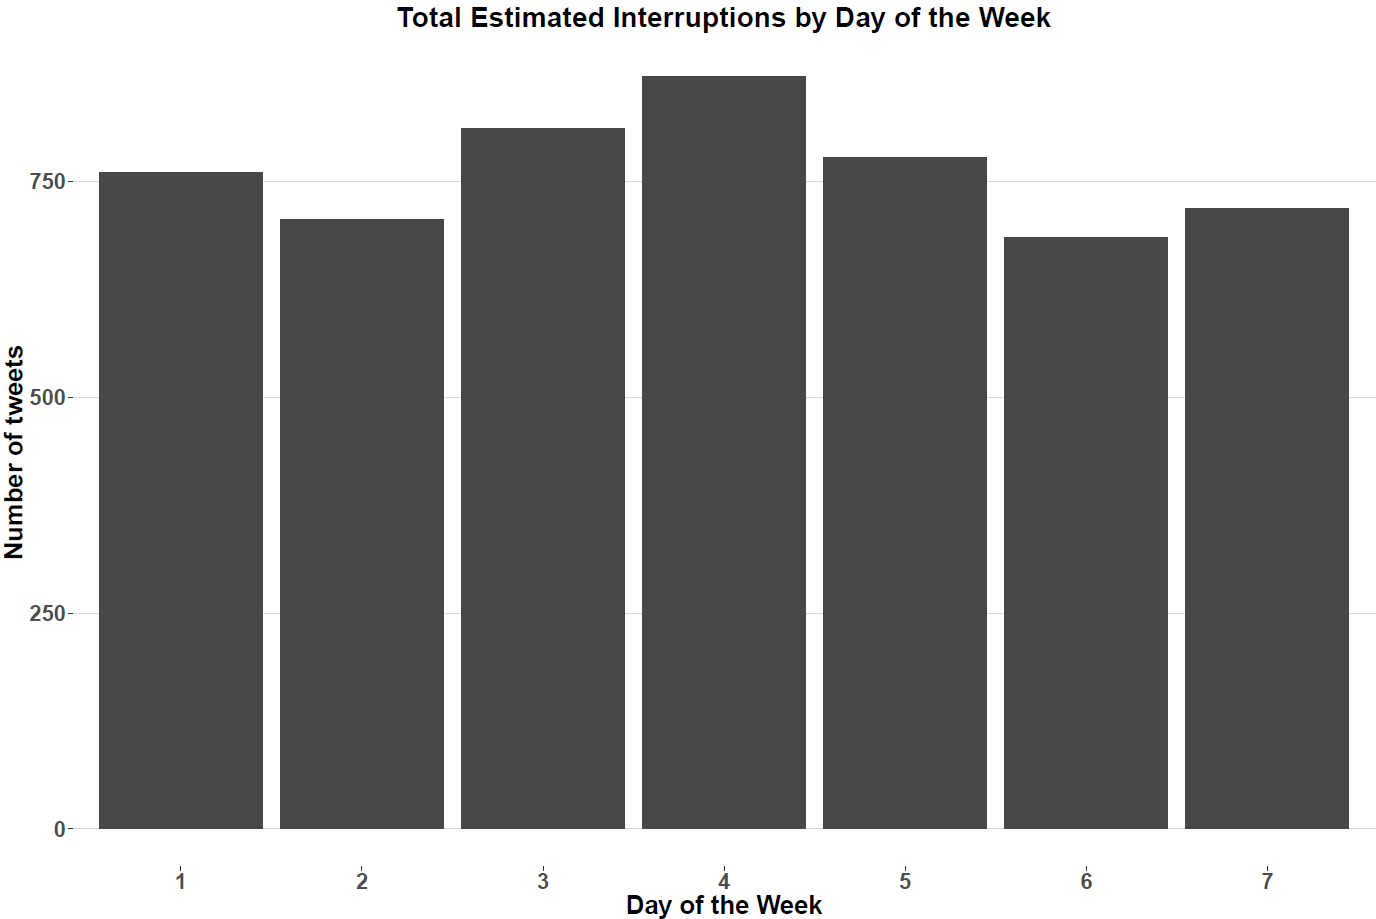 Total Estimated Interruptions by Day of the Week
Number of tweets
750
500
250
0
1 2 3 4 5 6 7
Day of the Week